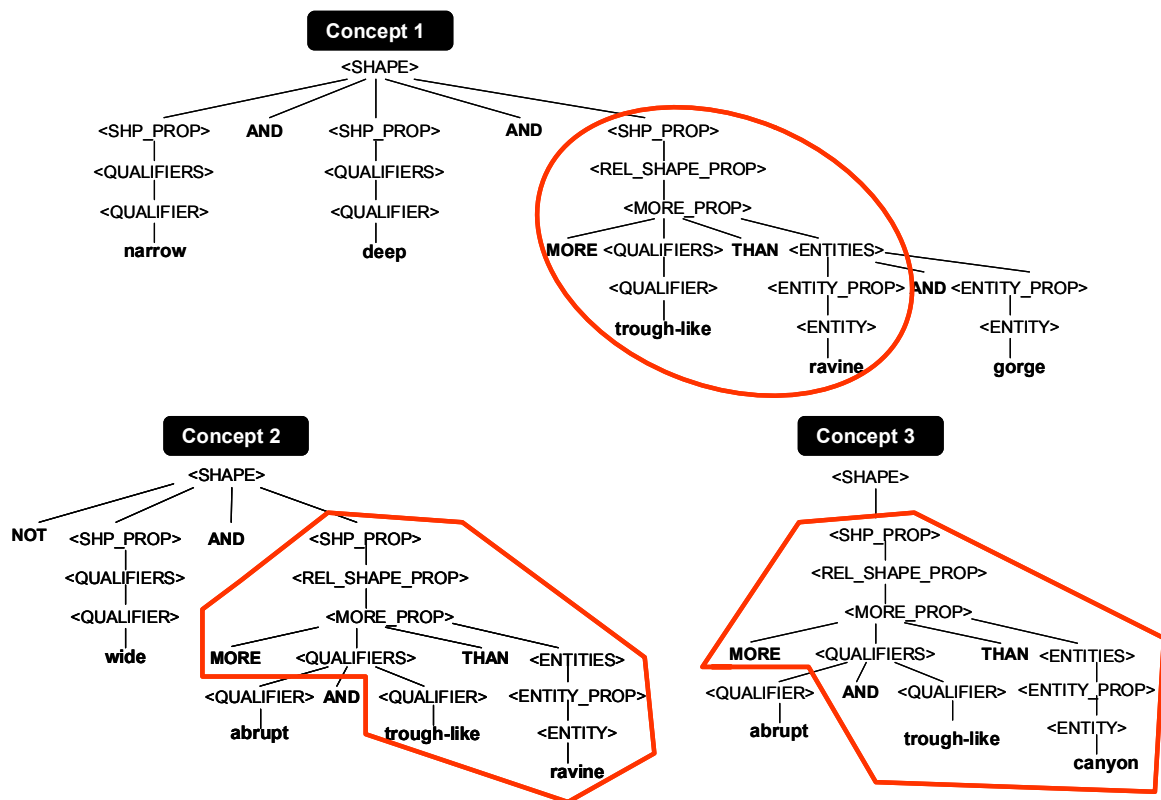 Concept 1
<SHAPE>
<SHP_PROP> AND <SHP_PROP> AND <SHP_PROP>
<QUALIFIERS> <QUALIFIERS> <REL_SHAPE_PROP>
<QUALIFIER> <QUALIFIER> <MORE_PROP>
narrow deep MORE <QUALIFIERS> THAN <ENTITIES>
<QUALIFIER> <ENTITY_PROP> AND <ENTITY_PROP>
trough-like <ENTITY> <ENTITY>
ravine gorge
Concept 2
<SHAPE>
NOT <SHP_PROP> AND <SHP_PROP>
<QUALIFIERS> <REL_SHAPE_PROP>
<QUALIFIER> <MORE_PROP>
wide MORE <QUALIFIERS> THAN <ENTITIES>
<QUALIFIER> AND <QUALIFIER> <ENTITY_PROP>
abrupt trough-like <ENTITY>
ravine
Concept 3
<SHAPE>
<SHP_PROP>
<REL_SHAPE_PROP>
<MORE_PROP>
MORE <QUALIFIERS> THAN <ENTITIES>
<QUALIFIER> AND <QUALIFIER> <ENTITY_PROP>
abrupt trough-like <ENTITY>
canyon